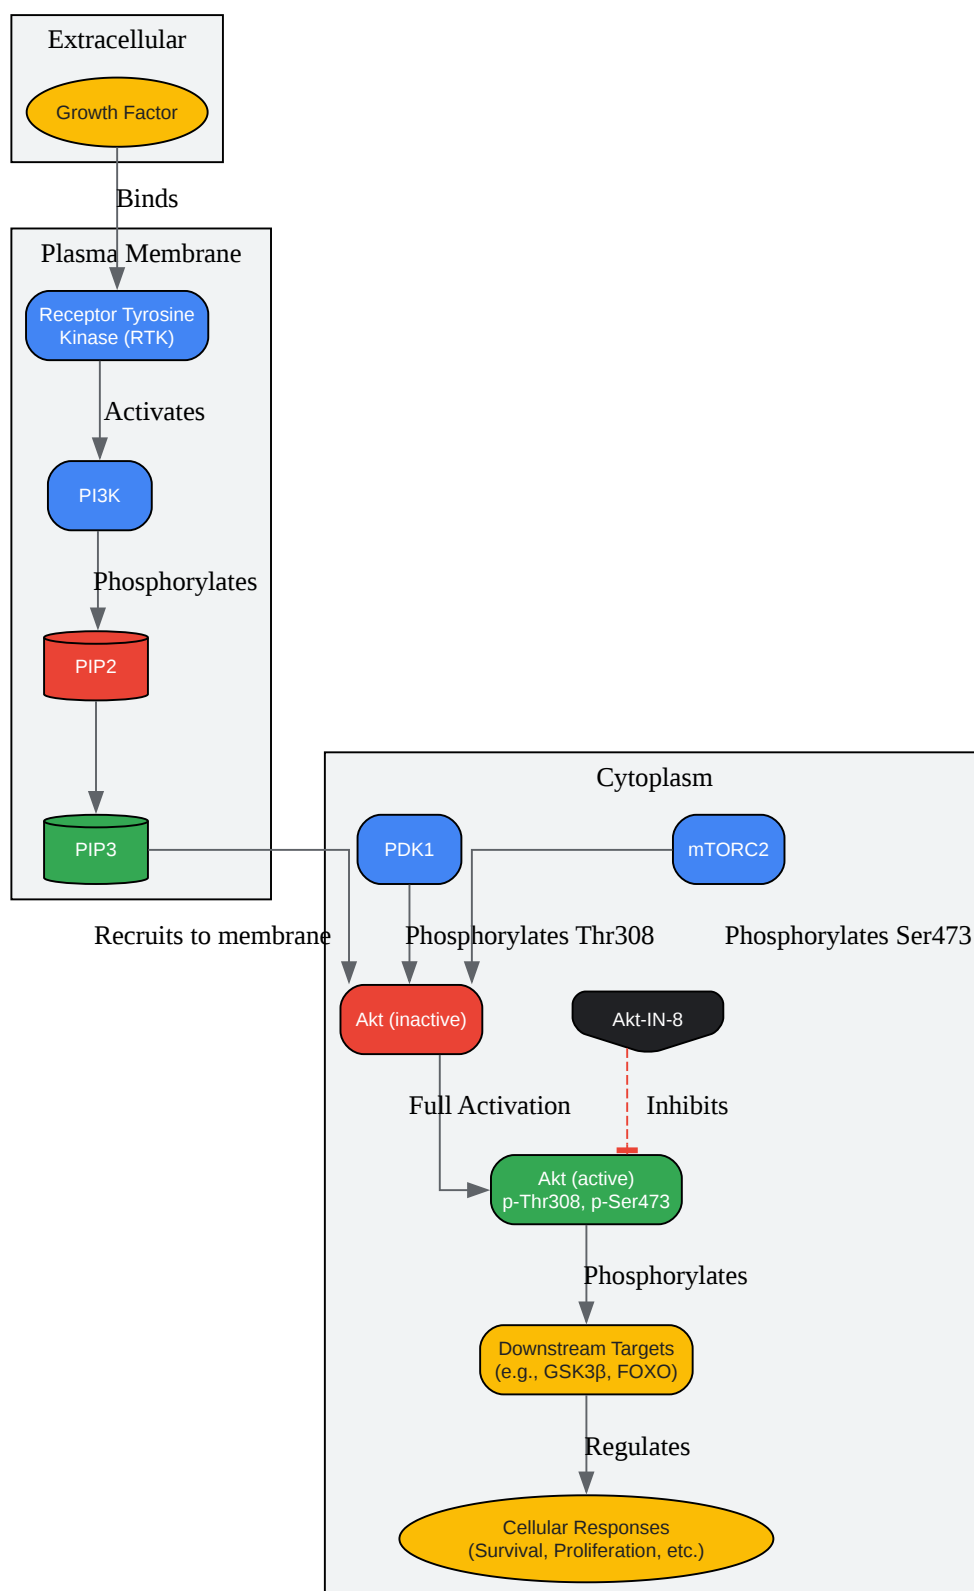 Extracellular
Growth Factor
Binds
Plasma Membrane
Receptor Tyrosine
Kinase (RTK)
Activates
PI3K
Phosphorylates
PIP2
PIP3
Cytoplasm
PDK1
mTORC2
Recruits to membrane
Phosphorylates Thr308
Phosphorylates Ser473
Akt (inactive)
Akt-IN-8
Full Activation
Inhibits
Akt (active)
p-Thr308, p-Ser473
Phosphorylates
Downstream Targets
(e.g., GSK3β, FOXO)
Regulates
Cellular Responses
(Survival, Proliferation, etc.)